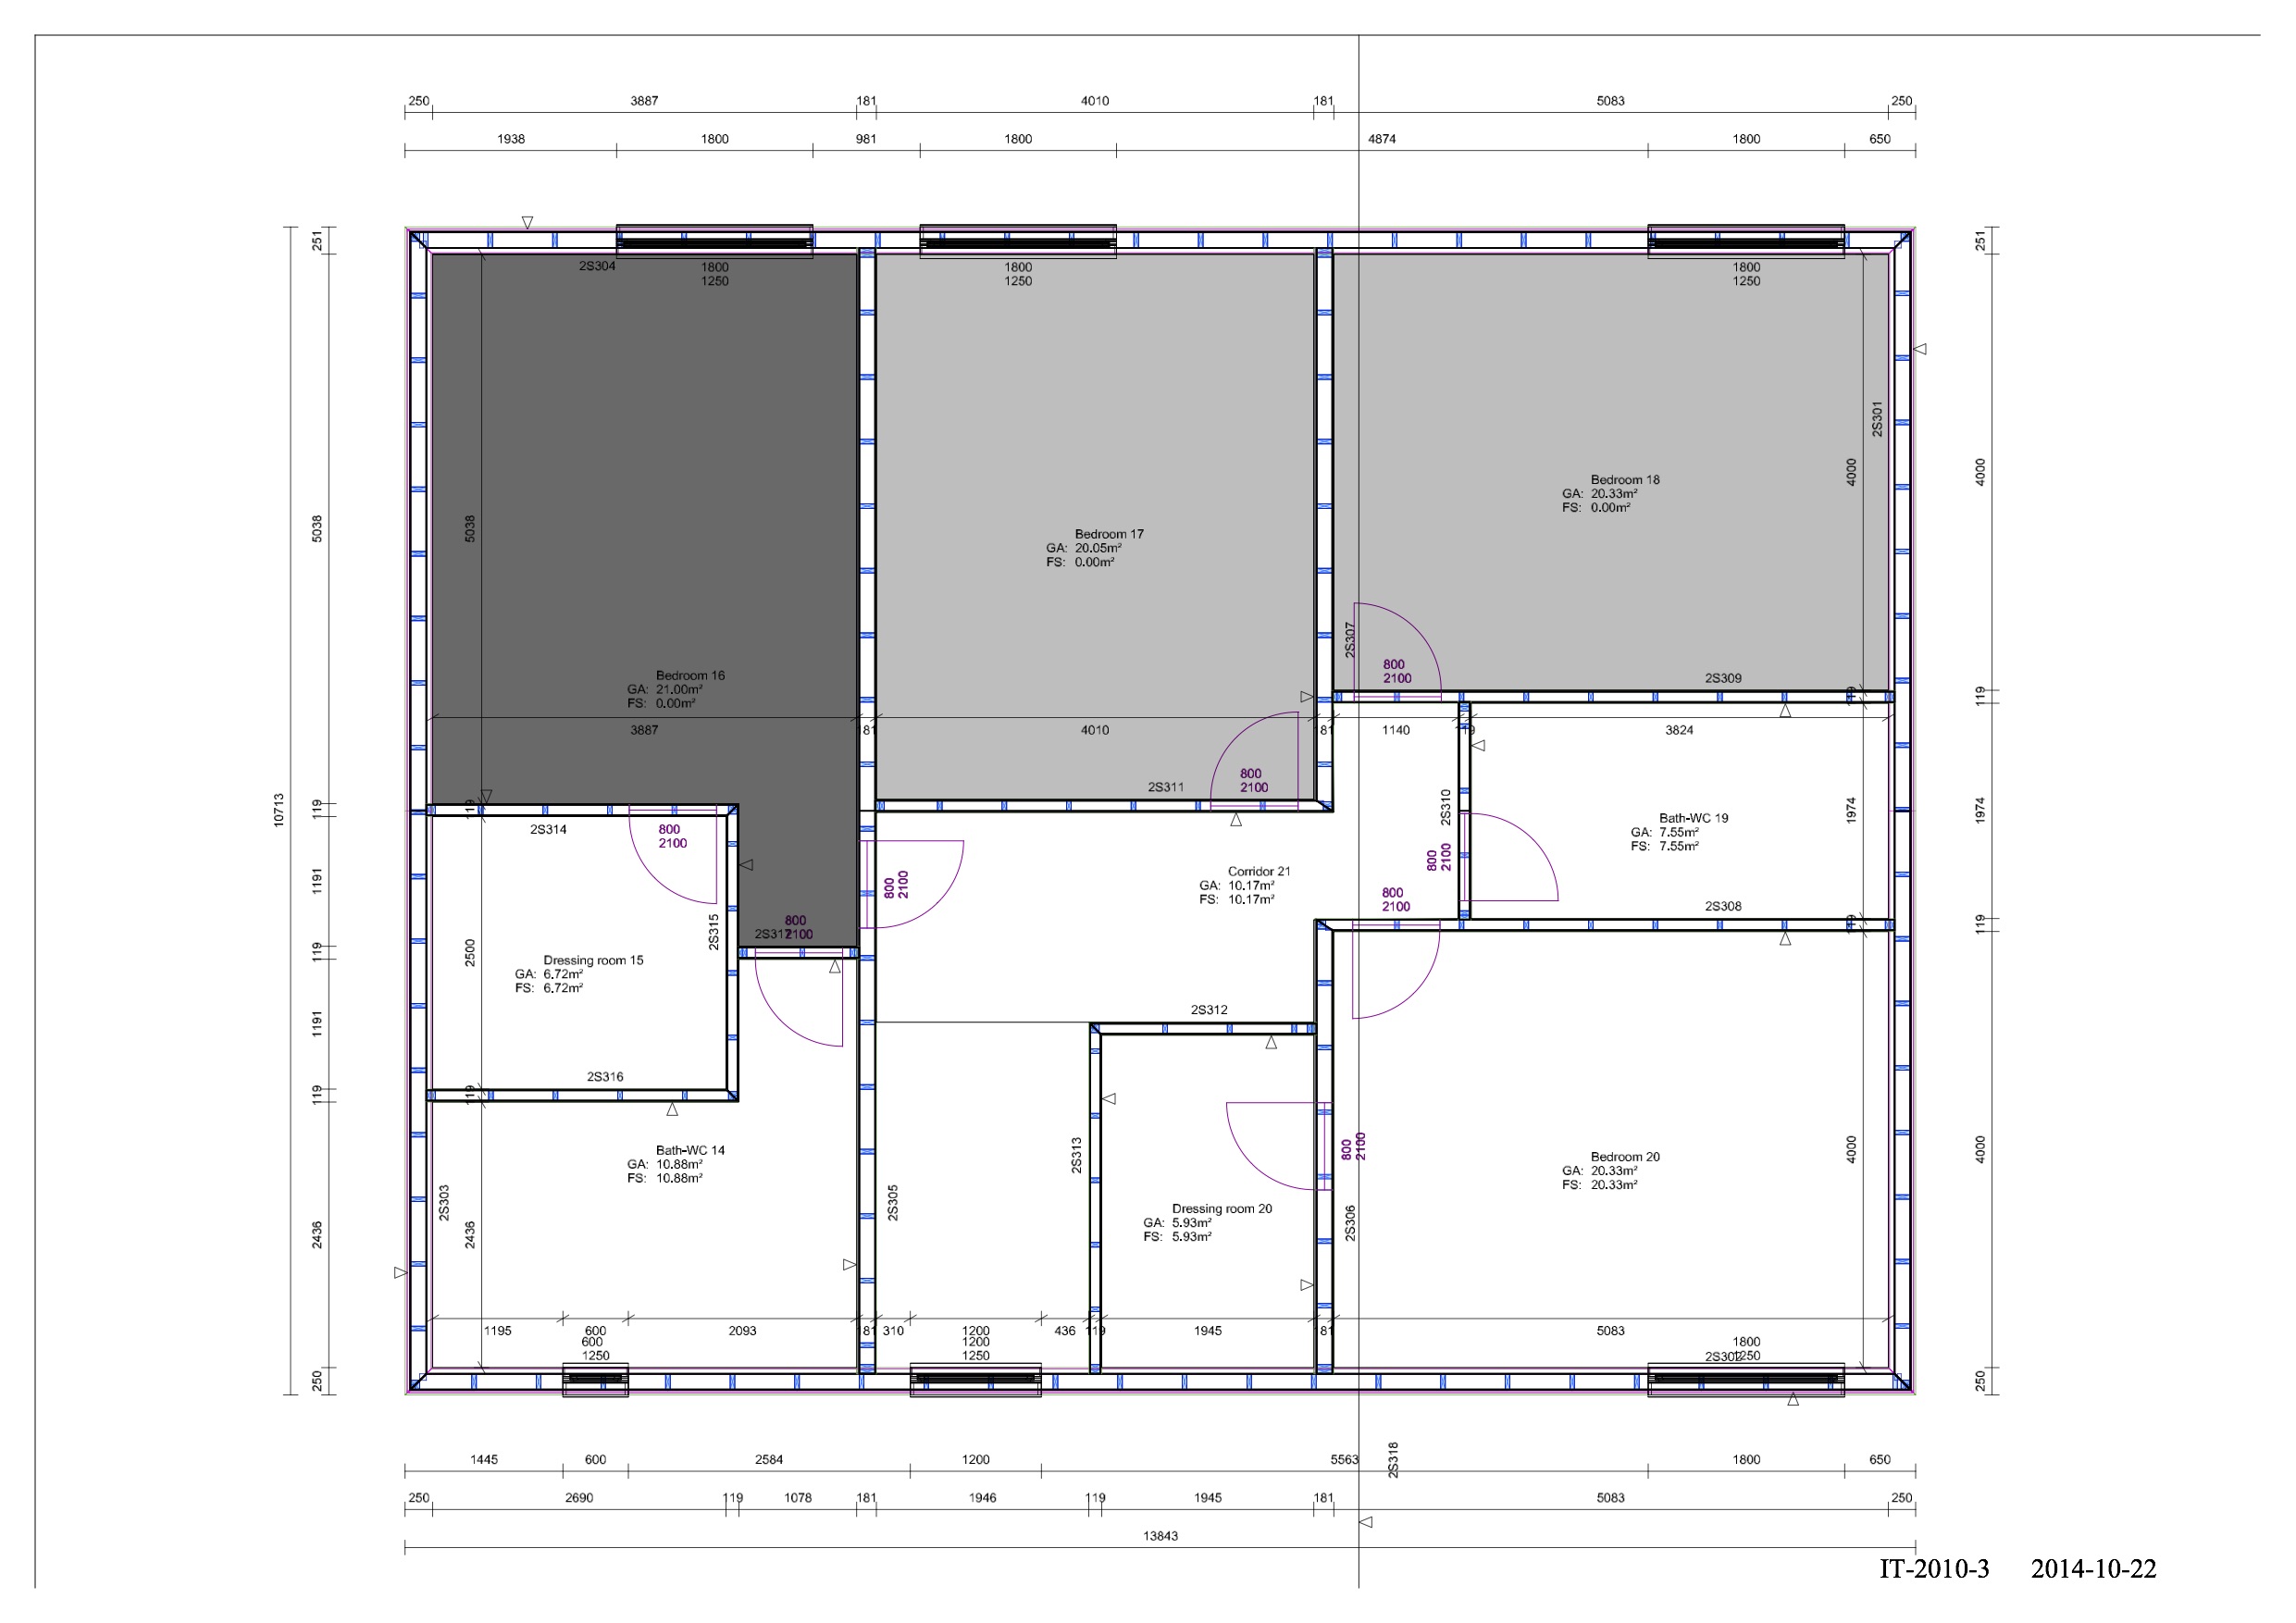 250 3887 181 4010 181 5083 250
1938 1800 981 1800 4874 1800 650
251
251
2S304
1800
1250
1800
1250
1800
1250
2S301
4000
4000
5038
5038
Bedroom 18
GA: 20.33m²
FS: 0.00m²
Bedroom 17
GA: 20.05m²
FS: 0.00m²
2S307
800
2100
2S309
Bedroom 16
GA: 21.00m²
FS: 0.00m²
119
119
3887 181 4010 181 1140 119 3824
800
2100
2S311
10713
119
119
2S310
1974
1974
2S314
800
2100
Bath-WC 19
GA: 7.55m²
FS: 7.55m²
800
2100
Corridor 21
GA: 10.17m²
FS: 10.17m²
1191
800
2100
800
2100
2S308
119
119
800
2S317 2100
2S315
119
2500
Dressing room 15
GA: 6.72m²
FS: 6.72m²
2S312
1191
2S316
119
119
Bath-WC 14
GA: 10.88m²
FS: 10.88m²
2S303
2436
2436
2S305
2S313
800
2100
4000
4000
Bedroom 20
GA: 20.33m²
FS: 20.33m²
Dressing room 20
GA: 5.93m²
FS: 5.93m²
2S306
1195 600 2093 181 310 1200 436 119 1945 181 5083
600
1250
1200
1250
1800
1250
2S302
250
250
1445 600 2584 1200 5563 1800 650
2S318
250 2690 119 1078 181 1946 119 1945 181 5083 250
13843
IT-2010-3 2014-10-22